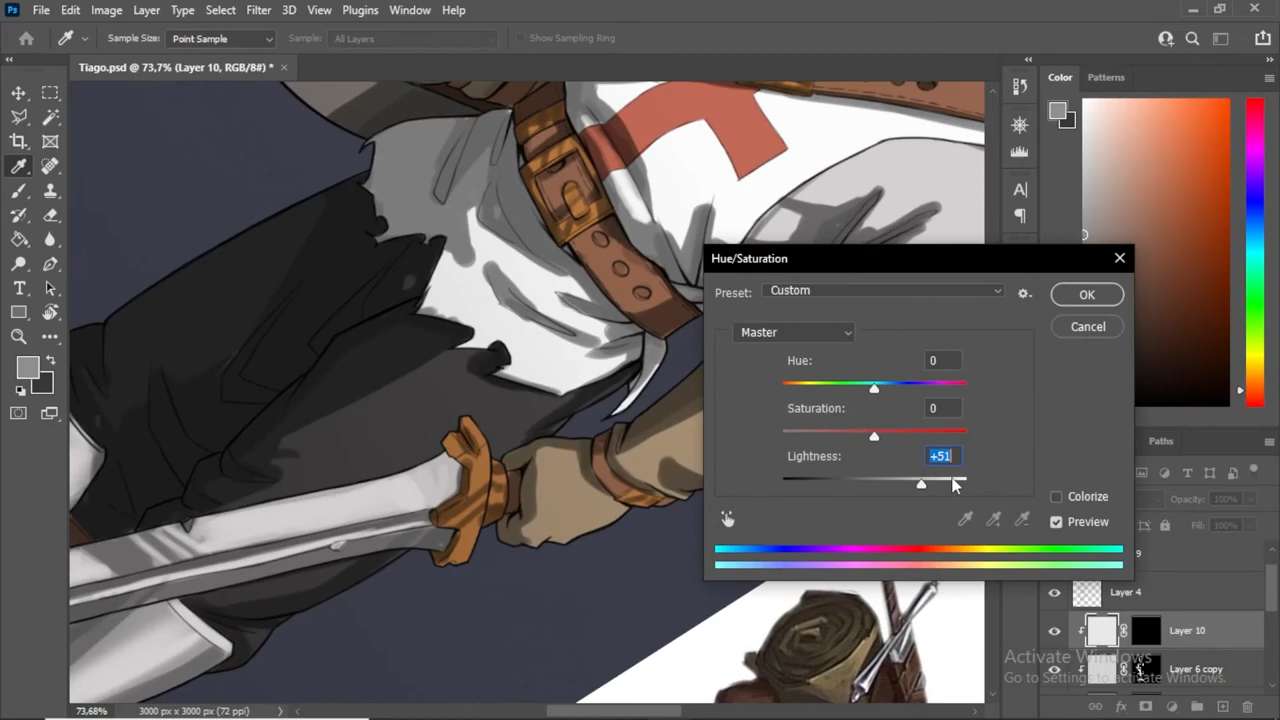 Ps File Edit Image Layer Type Select Filter 3D View Plugins Window Help
Sample Size: Point Sample Sample: All Layers Show Sampling Ring
Tiago.psd @ 73,7% (Layer 10, RGB/8#) *
Color Patterns
Hue/Saturation
Preset: Custom
OK
Master
Cancel
Hue: 0
Saturation: 0
Lightness: +51
Colorize
Preview
Paths
Opacity: 100%
Fill: 100%
9
Layer 4
Layer 10
Activate Windows
Layer 6 copy
Go to Settings to activate Windows.
73,68% 3000 px x 3000 px (72 ppi)